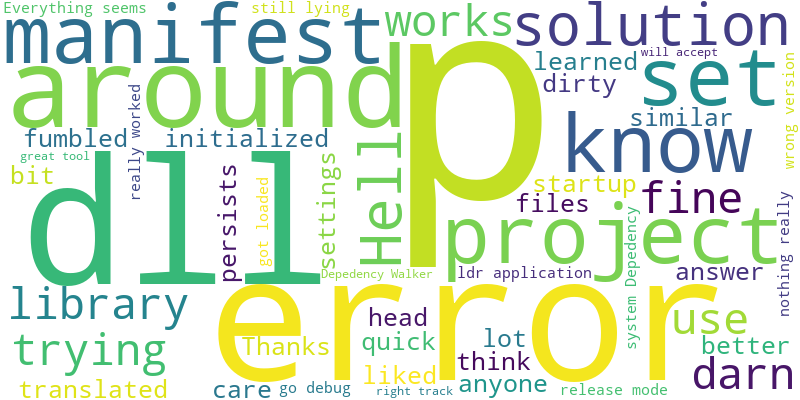 Everything seems
still lying
manifest
works
solution
around
p
learned
will accept
set
wrong version
dirty
similar
know
fumbled
initialized
really worked
Hell
great tool
bit
dll
persists
got loaded
settings
startup
files
fine
project
system Depedency
nothing really
Depedency Walker
ldr application
answer
library
error
head
use
trying
Thanks
quick
lot
better
think
translated
care
go debug
liked
right track
anyone
release mode
darn